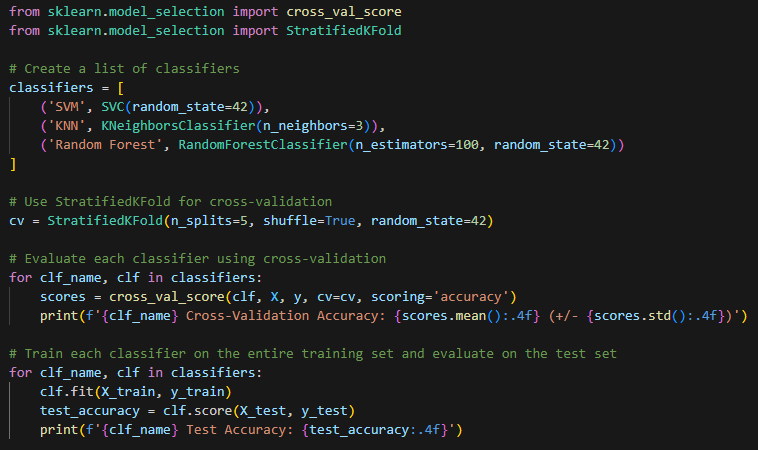 from sklearn.model_selection import cross_val_score
from sklearn.model_selection import StratifiedKFold

# Create a list of classifiers
classifiers = [
    ('SVM', SVC(random_state=42)),
    ('KNN', KNeighborsClassifier(n_neighbors=3)),
    ('Random Forest', RandomForestClassifier(n_estimators=100, random_state=42))
]

# Use StratifiedKFold for cross-validation
cv = StratifiedKFold(n_splits=5, shuffle=True, random_state=42)

# Evaluate each classifier using cross-validation
for clf_name, clf in classifiers:
    scores = cross_val_score(clf, X, y, cv=cv, scoring='accuracy')
    print(f'{clf_name} Cross-Validation Accuracy: {scores.mean():.4f} (+/- {scores.std():.4f})')

# Train each classifier on the entire training set and evaluate on the test set
for clf_name, clf in classifiers:
    clf.fit(X_train, y_train)
    test_accuracy = clf.score(X_test, y_test)
    print(f'{clf_name} Test Accuracy: {test_accuracy:.4f}')